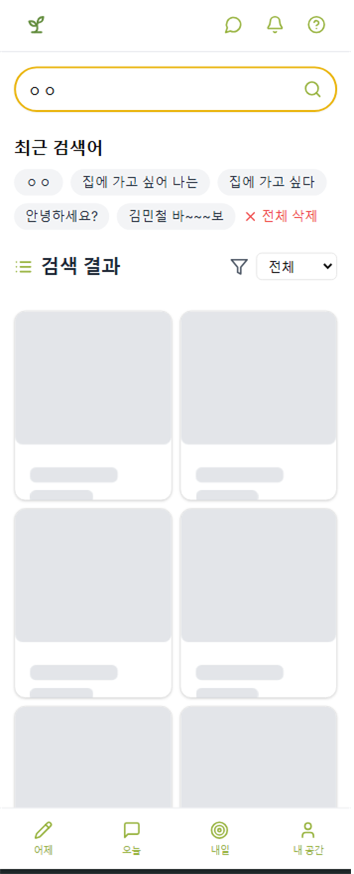 ㅇㅇ
최근 검색어
ㅇㅇ 집에 가고 싶어 나는 집에 가고 싶다
안녕하세요? 김민철 바~~~보 전체 삭제
검색 결과 전체
어제 오늘 내일 내 공간